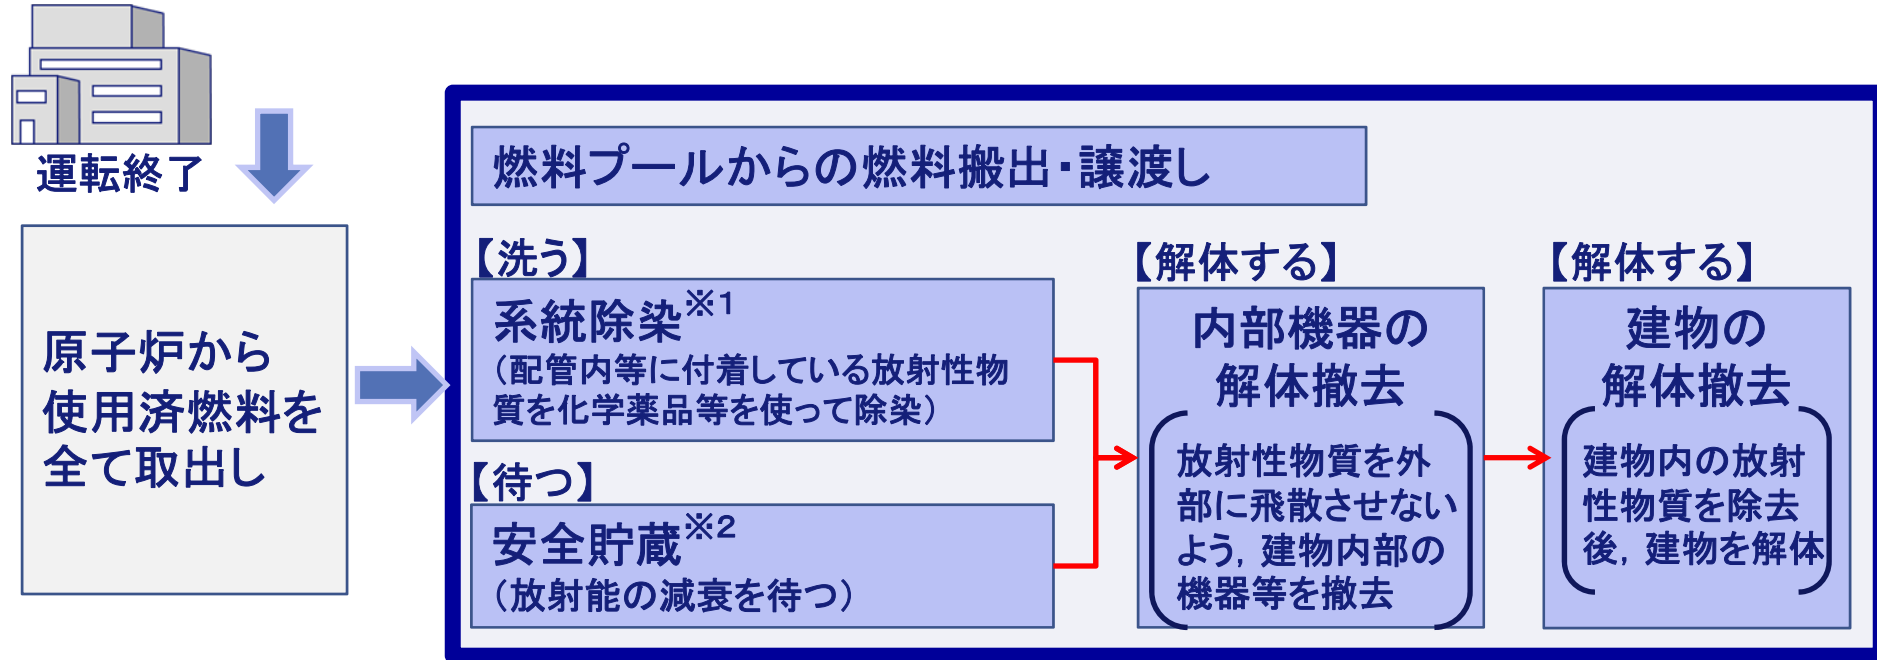 運転終了
原子炉から
使用済燃料を
全て取出し
燃料プールからの燃料搬出・譲渡し
【洗う】
系統除染※1
（配管内等に付着している放射性物
質を化学薬品等を使って除染）
【待つ】
安全貯蔵※2
（放射能の減衰を待つ）
【解体する】
内部機器の
解体撤去
放射性物質を外
部に飛散させない
よう，建物内部の
機器等を撤去
【解体する】
建物の
解体撤去
建物内の放射
性物質を除去
後，建物を解体